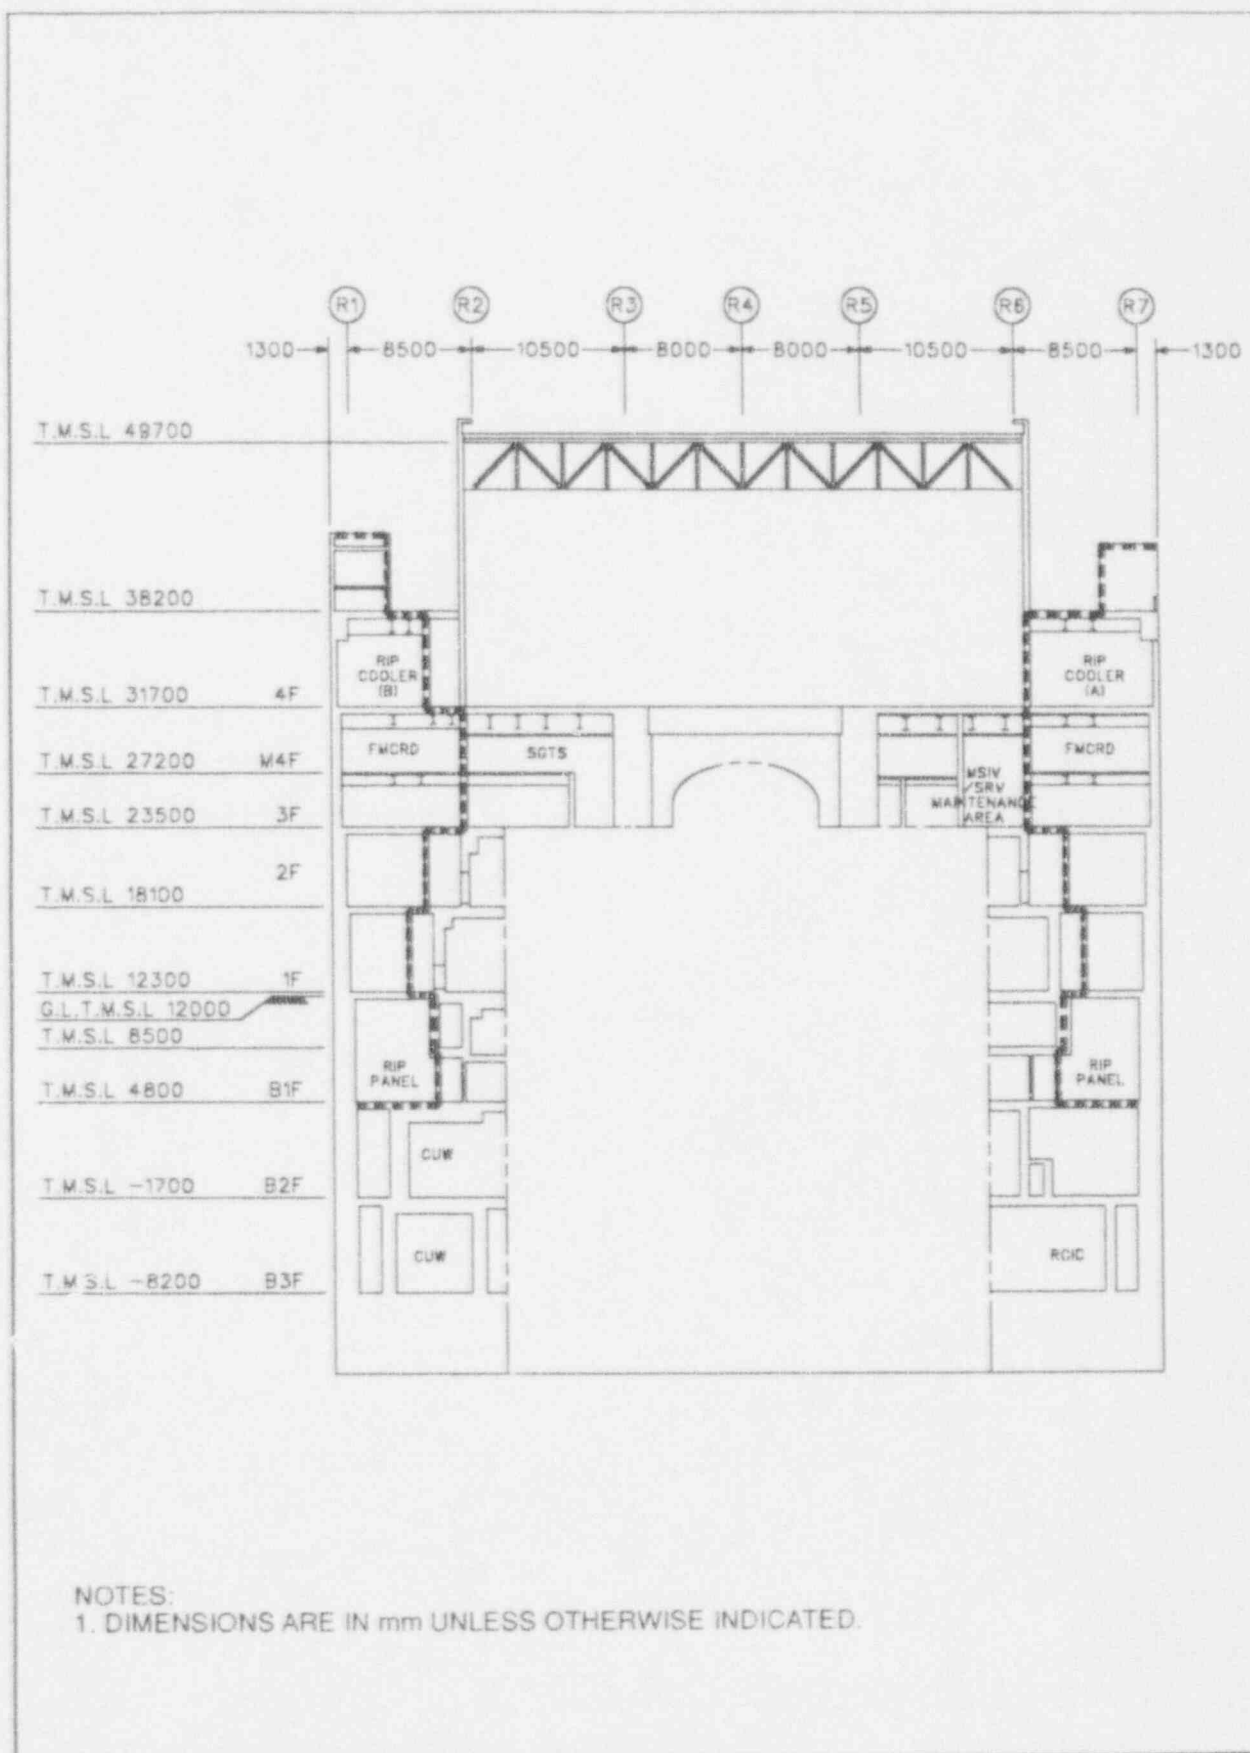 R1 R2 R3 R4 R5 R6 R7
1300 8500 10500 8000 8000 10500 8500 1300
T.M.S.L 49700
T.M.S.L 38200
RIP
COOLER
(B)
RIP
COOLER
(A)
T.M.S.L 31700 4F
FMCRD
SGTS
FMCRD
T.M.S.L 27200 M4F
MSIV
/SRV
MAINTENANCE
AREA
T.M.S.L 23500 3F
2F
T.M.S.L 18100
T.M.S.L 12300 1F
G.L.T.M.S.L 12000
T.M.S.L 8500
RIP
PANEL
RIP
PANEL
T.M.S.L 4800 B1F
CUW
T.M.S.L -1700 B2F
CUW
RCIC
T.M.S.L -8200 B3F
NOTES:
1. DIMENSIONS ARE IN mm UNLESS OTHERWISE INDICATED.